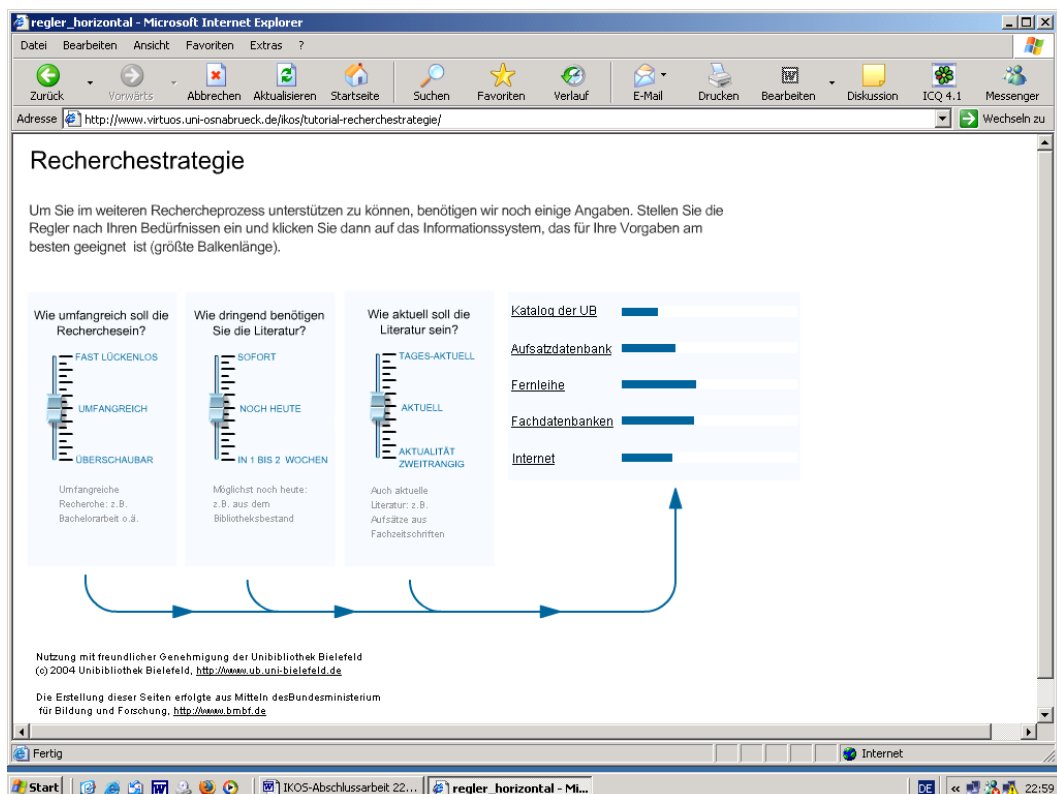 regler_horizontal - Microsoft Internet Explorer
Datei Bearbeiten Ansicht Favoriten Extras ?
Zurück Vorwärts Abbrechen Aktualisieren Startseite Suchen Favoriten Verlauf E-Mail Drucken Bearbeiten Diskussion ICQ 4.1 Messenger
Adresse http://www.virtuos.uni-osnabrueck.de/ikos/tutorial-recherchestrategie/ Wechseln zu
Recherchestrategie
Um Sie im weiteren Rechercheprozess unterstützen zu können, benötigen wir noch einige Angaben. Stellen Sie die
Regler nach Ihren Bedürfnissen ein und klicken Sie dann auf das Informationssystem, das für Ihre Vorgaben am
besten geeignet ist (größte Balkenlänge).
Wie umfangreich soll die
Recherchesein?
FAST LÜCKENLOS
UMFANGREICH
ÜBERSCHAUBAR
Umfangreiche
Recherche: z.B.
Bachelorarbeit o.ä.
Wie dringend benötigen
Sie die Literatur?
SOFORT
NOCH HEUTE
IN 1 BIS 2 WOCHEN
Möglichst noch heute:
z.B. aus dem
Bibliotheksbestand
Wie aktuell soll die
Literatur sein?
TAGES-AKTUELL
AKTUELL
AKTUALITÄT
ZWEITRANGIG
Auch aktuelle
Literatur: z.B.
Aufsätze aus
Fachzeitschriften
Katalog der UB
Aufsatzdatenbank
Fernleihe
Fachdatenbanken
Internet
Nutzung mit freundlicher Genehmigung der Unibibliothek Bielefeld
(c) 2004 Unibibliothek Bielefeld, http://www.ub.uni-bielefeld.de
Die Erstellung dieser Seiten erfolgte aus Mitteln desBundesministerium
für Bildung und Forschung, http://www.bmbf.de
Fertig Internet
Start IKOS-Abschlussarbeit 22... regler_horizontal - Mi... DE « 22:59